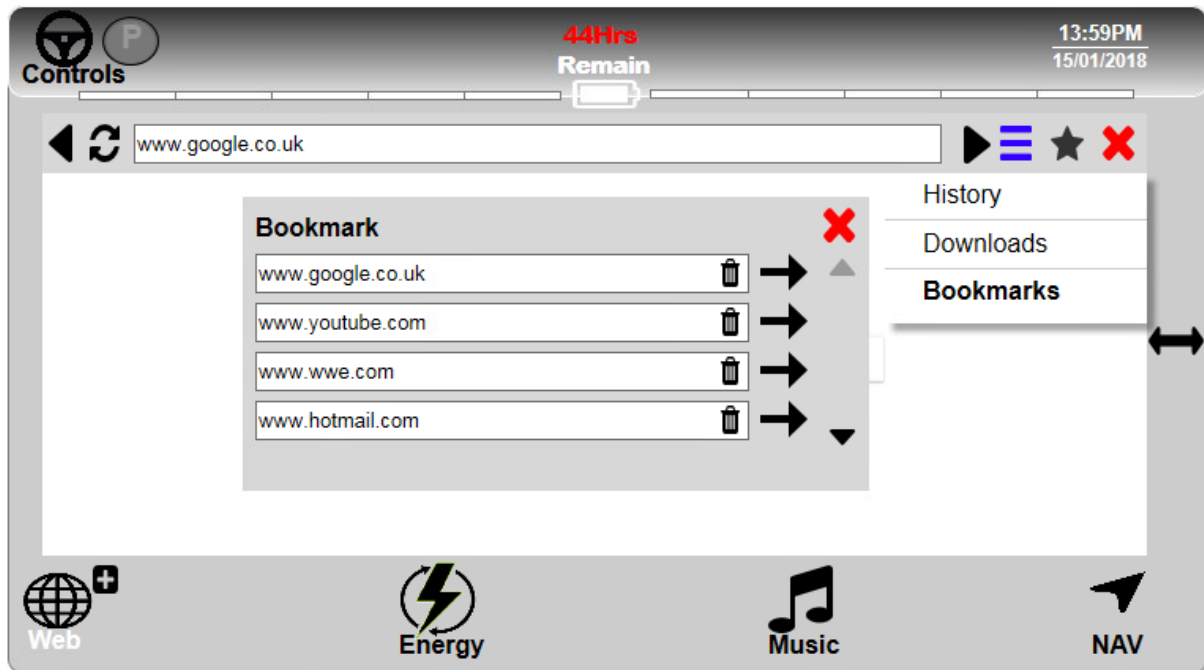 P
Controls
44Hrs
Remain
13:59PM
15/01/2018
www.google.co.uk
History
Downloads
Bookmarks
Bookmark
www.google.co.uk
www.youtube.com
www.wwe.com
www.hotmail.com
Web
Energy
Music
NAV